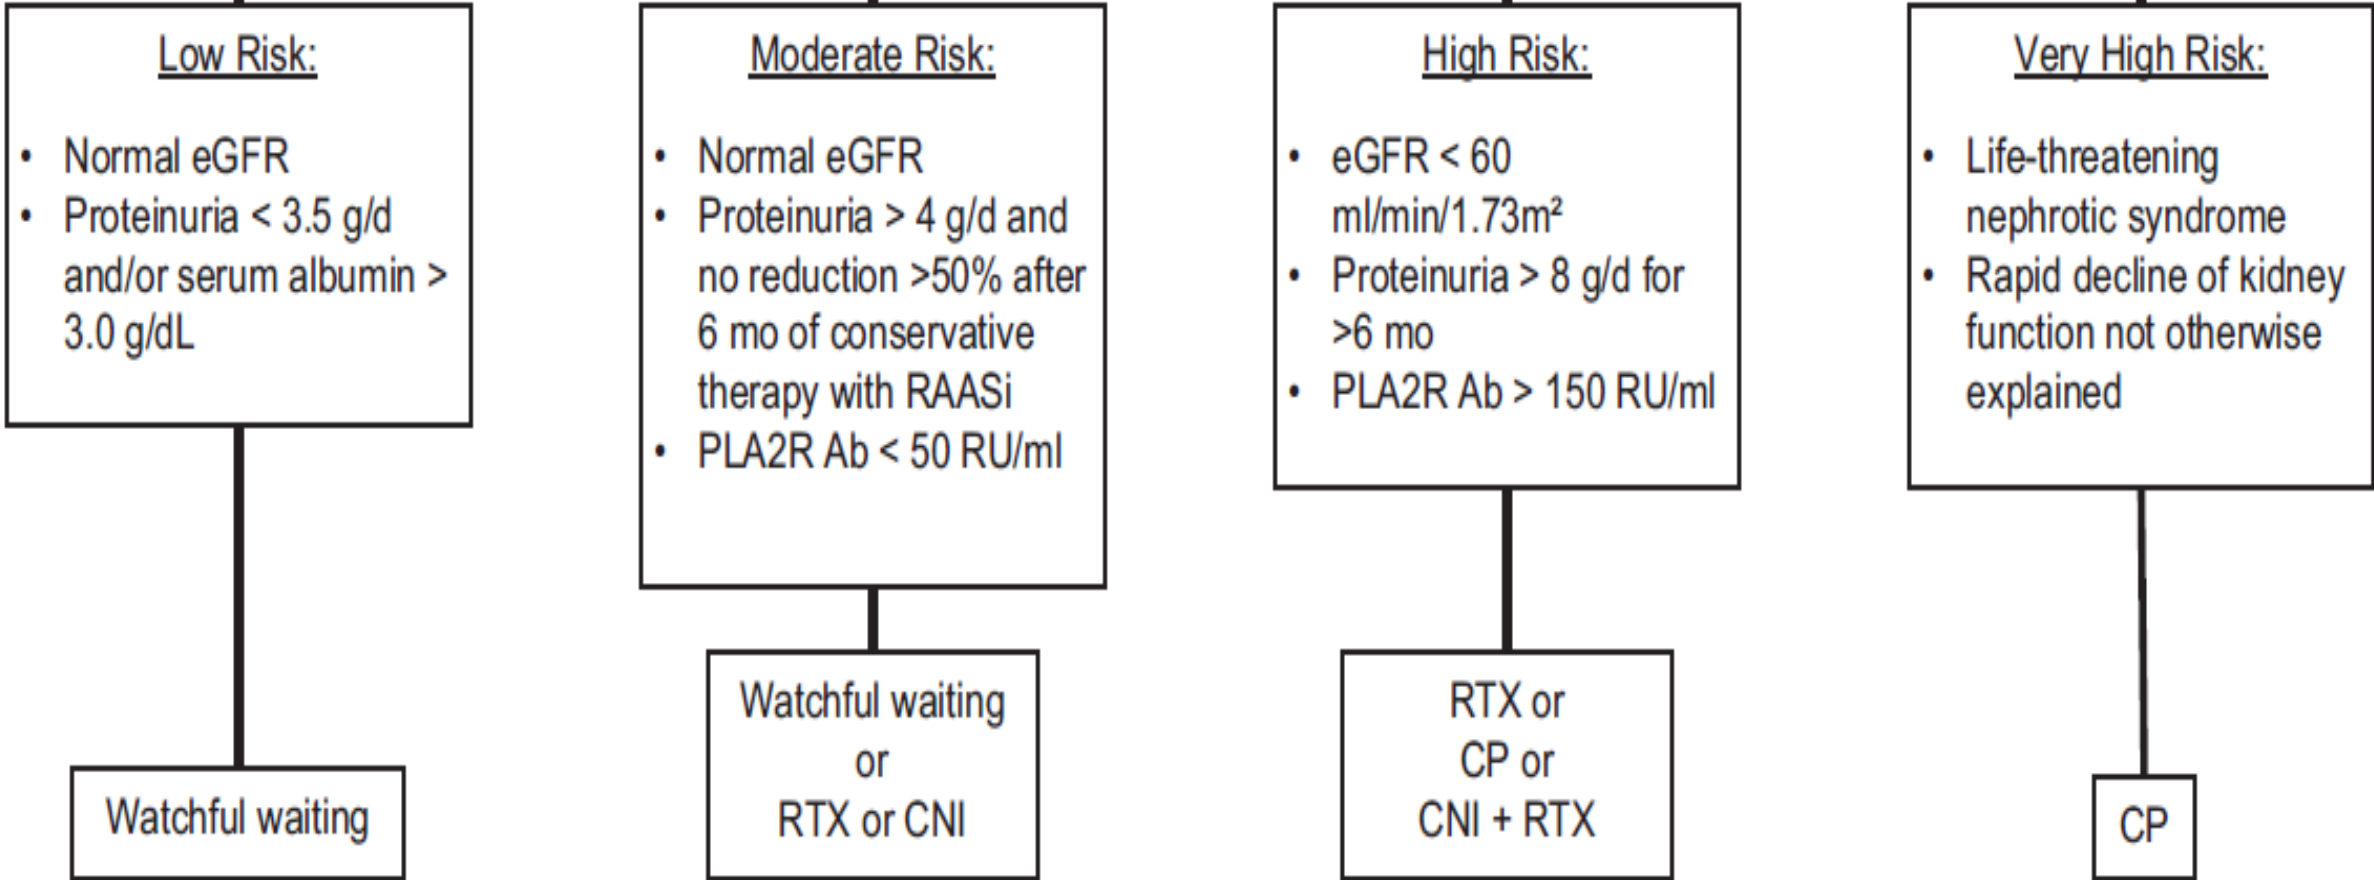 Low Risk:
• Normal eGFR
• Proteinuria < 3.5 g/d
and/or serum albumin >
3.0 g/dL
Watchful waiting
Moderate Risk:
• Normal eGFR
• Proteinuria > 4 g/d and
no reduction >50% after
6 mo of conservative
therapy with RAASi
• PLA2R Ab < 50 RU/ml
Watchful waiting
or
RTX or CNI
High Risk:
• eGFR < 60
ml/min/1.73m²
• Proteinuria > 8 g/d for
>6 mo
• PLA2R Ab > 150 RU/ml
RTX or
CP or
CNI + RTX
Very High Risk:
• Life-threatening
nephrotic syndrome
• Rapid decline of kidney
function not otherwise
explained
CP